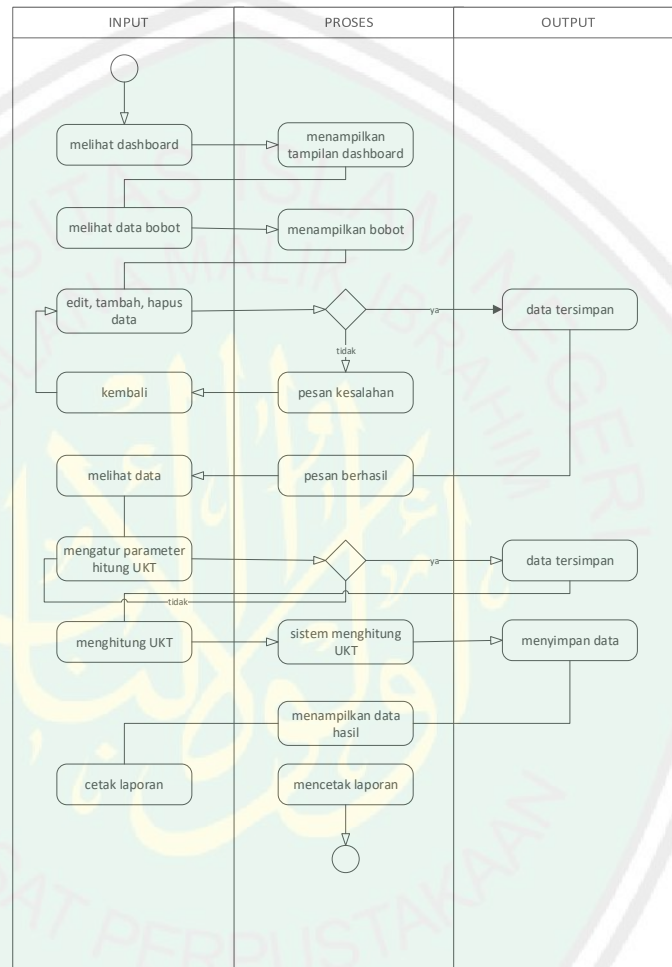 INPUT
PROSES
OUTPUT
melihat dashboard
menampilkan
tampilan dashboard
melihat data bobot
menampilkan bobot
edit, tambah, hapus
data
ya
data tersimpan
tidak
kembali
pesan kesalahan
melihat data
pesan berhasil
mengatur parameter
hitung UKT
ya
data tersimpan
tidak
menghitung UKT
sistem menghitung
UKT
menyimpan data
menampilkan data
hasil
cetak laporan
mencetak laporan